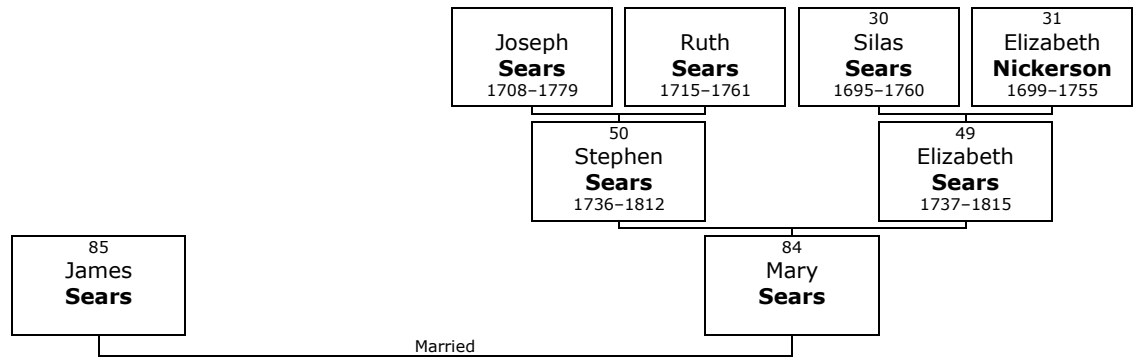 Joseph
Sears
1708–1779
Ruth
Sears
1715–1761
30
Silas
Sears
1695–1760
31
Elizabeth
Nickerson
1699–1755
50
Stephen
Sears
1736–1812
49
Elizabeth
Sears
1737–1815
85
James
Sears
84
Mary
Sears
Married